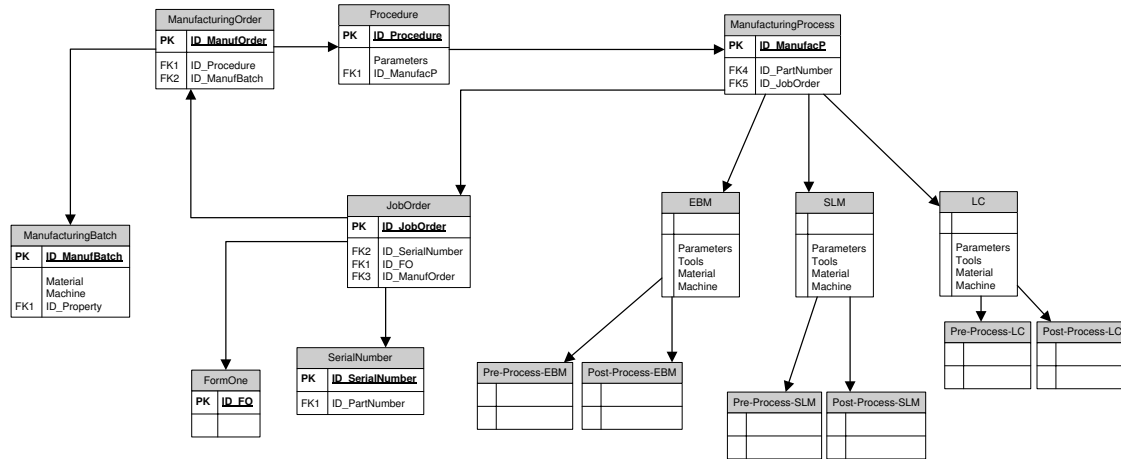 ManufacturingOrder
PK ID_ManufOrder
FK1 ID_Procedure
FK2 ID_ManufBatch
Procedure
PK ID_Procedure
Parameters
FK1 ID_ManufacP
ManufacturingProcess
PK ID_ManufacP
FK4 ID_PartNumber
FK5 ID_JobOrder
ManufacturingBatch
PK ID_ManufBatch
Material
Machine
FK1 ID_Property
JobOrder
PK ID_JobOrder
FK2 ID_SerialNumber
FK1 ID_FO
FK3 ID_ManufOrder
EBM
Parameters
Tools
Material
Machine
SLM
Parameters
Tools
Material
Machine
LC
Parameters
Tools
Material
Machine
FormOne
PK ID_FO
SerialNumber
PK ID_SerialNumber
FK1 ID_PartNumber
Pre-Process-EBM
Post-Process-EBM
Pre-Process-SLM
Post-Process-SLM
Pre-Process-LC
Post-Process-LC